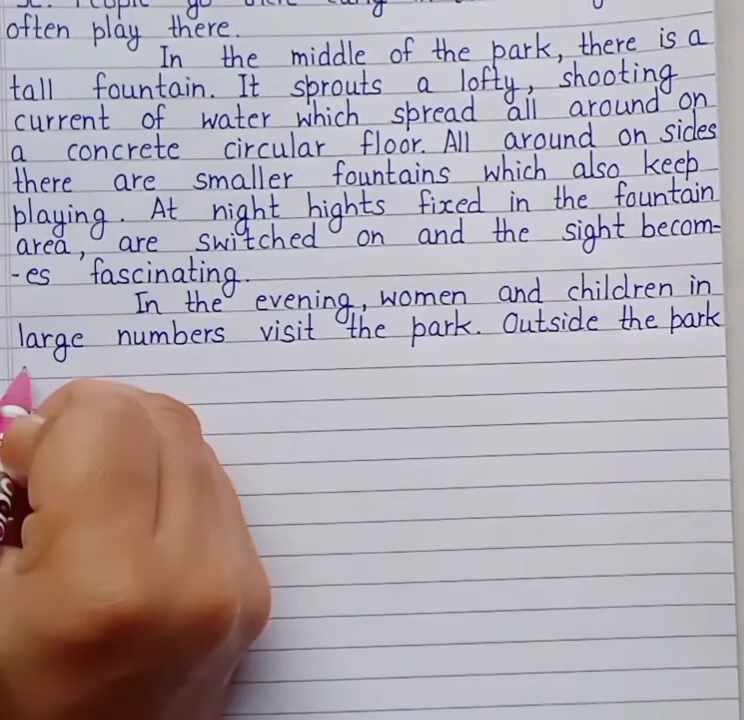 often play there.
In the middle of the park, there is a
tall fountain. It sprouts a lofty, shooting
current of water which spread all around on
a concrete circular floor. All around on sides
there are smaller fountains which also keep
playing. At night hights fixed in the fountain
area, are switched on and the sight becom-
-es fascinating.
In the evening, women and children in
large numbers visit the park. Outside the park